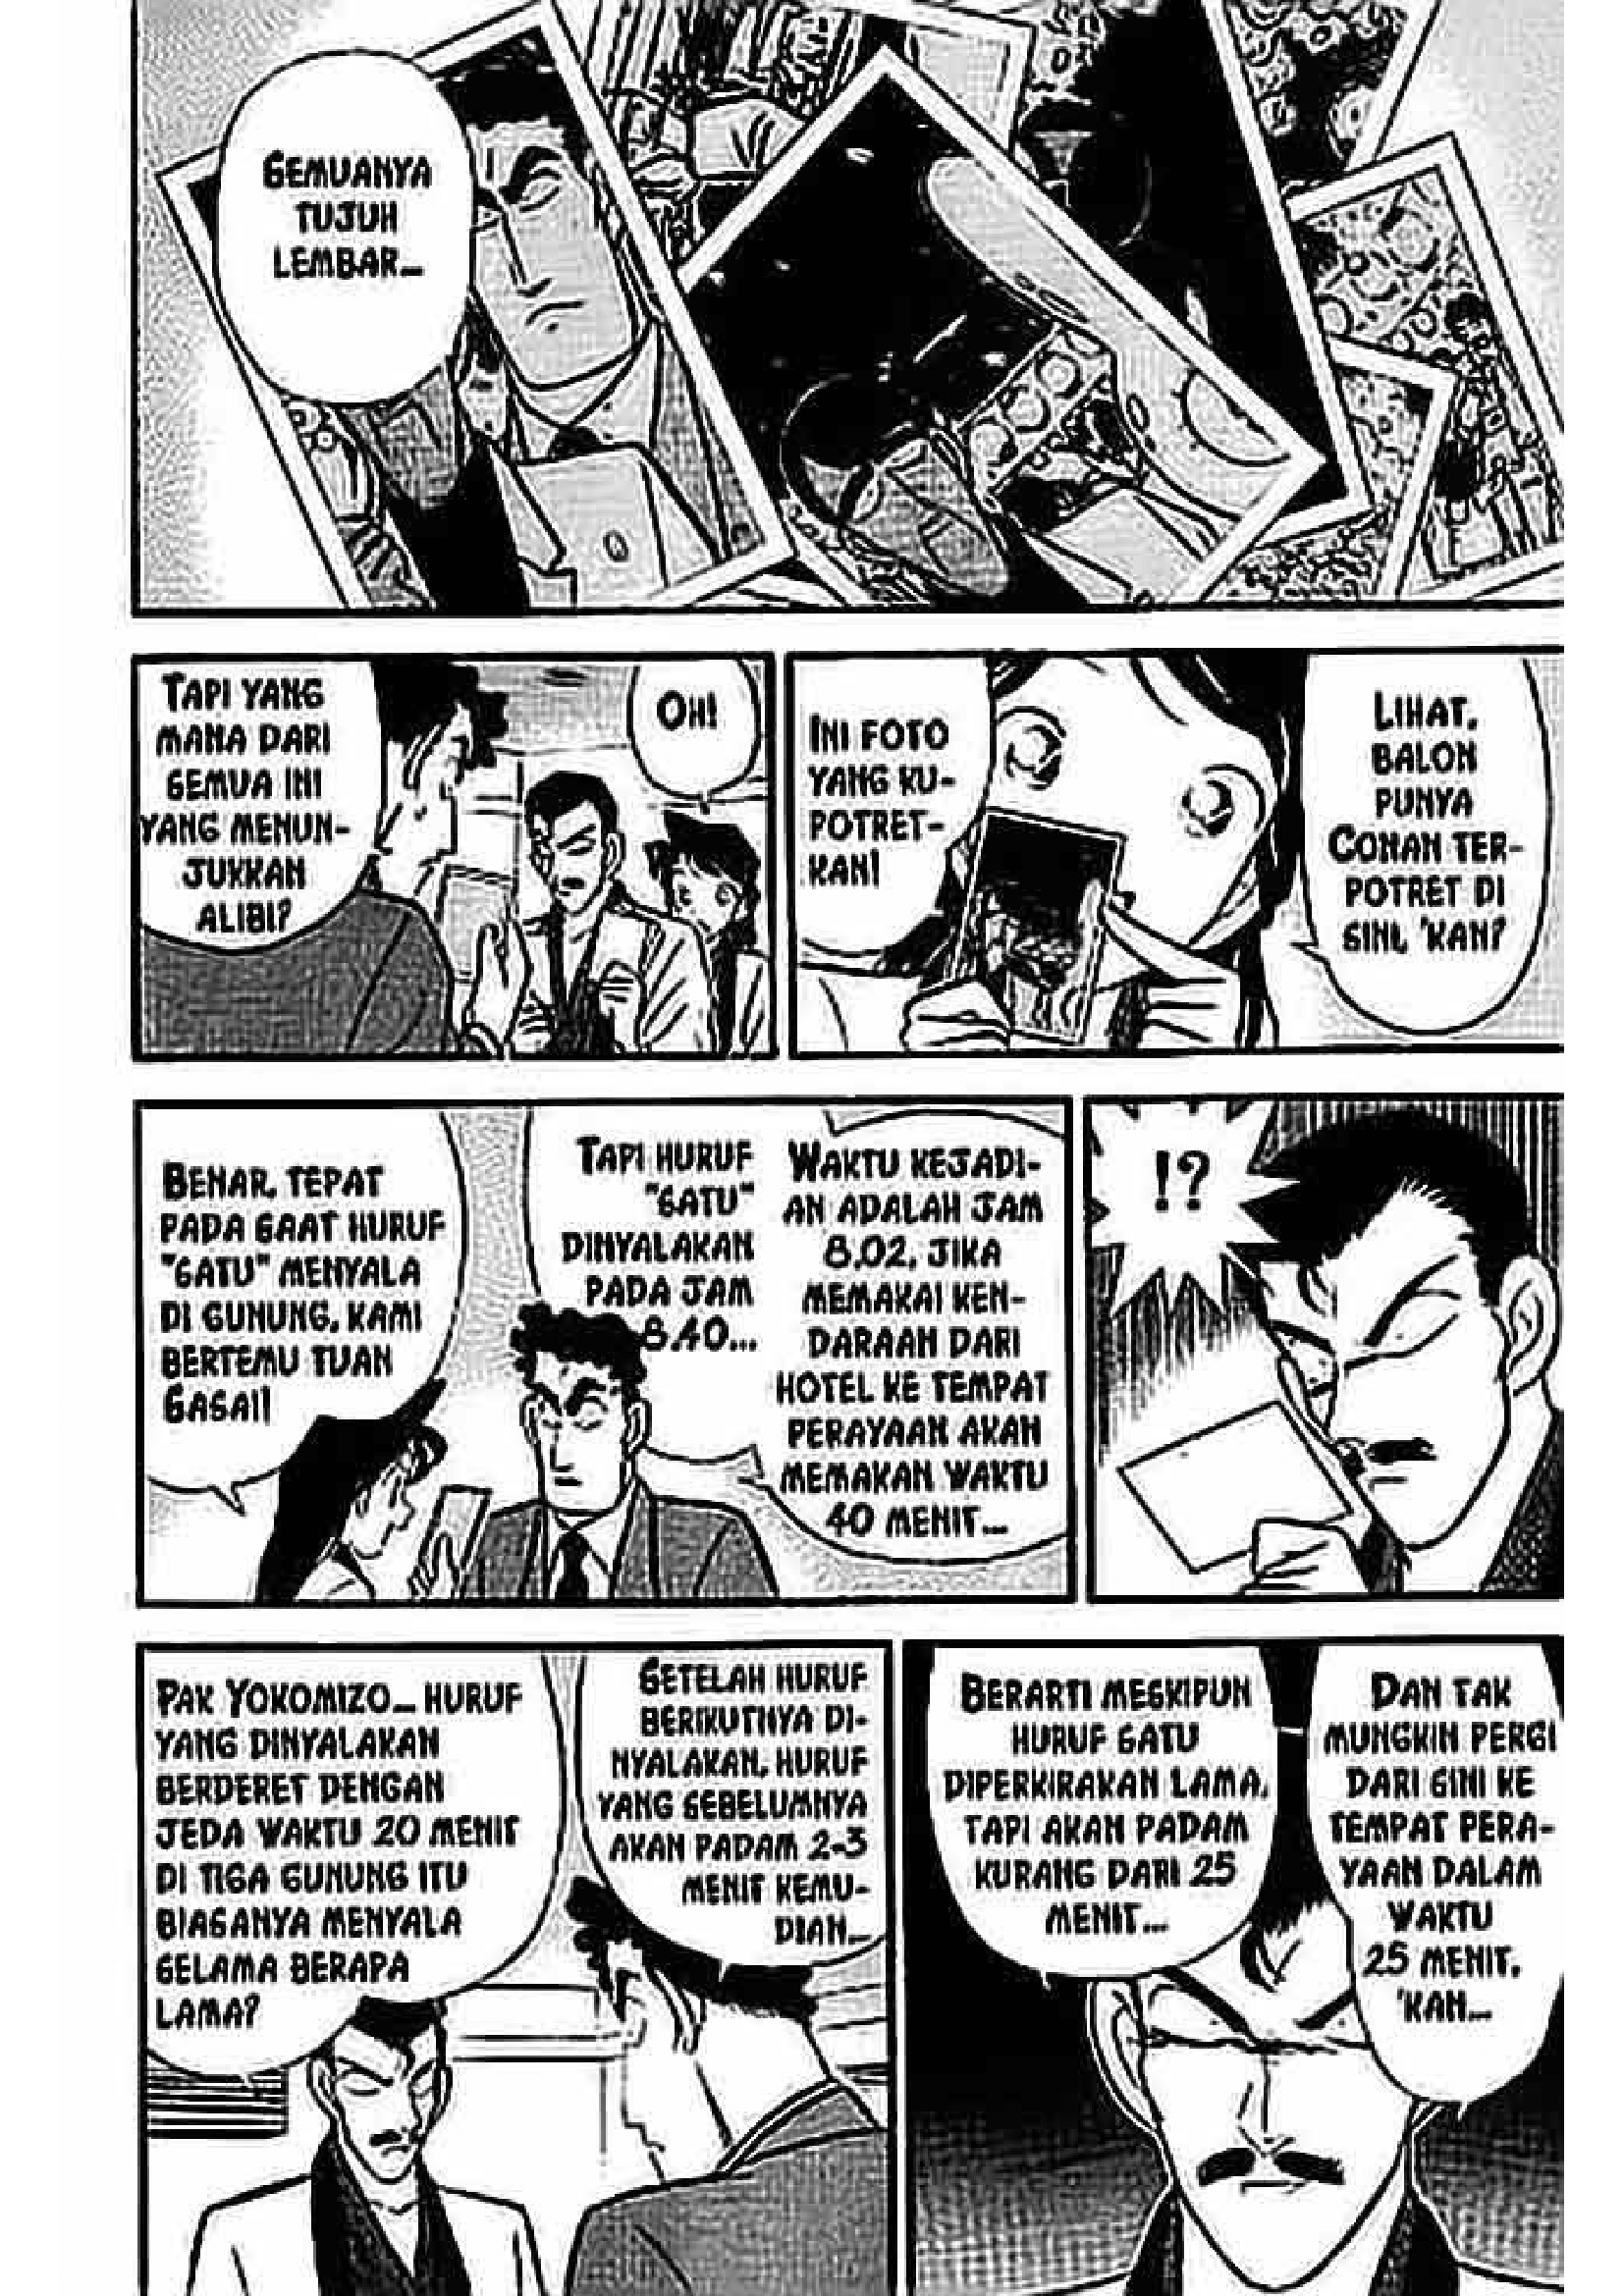 SEMUANYA
TUJUH
LEMBAR...
TAPI YANG
MANA DARI
SEMUA INI
YANG MENUN-
JUKKAN
ALIBI?
OH!
INI FOTO
YANG KU-
POTRET-
KAN!
LIHAT,
BALON
PUNYA
CONAN TER-
POTRET DI
SINI, 'KAN?
BENAR, TEPAT
PADA SAAT HURUF
"SATU" MENYALA
DI GUNUNG, KAMI
BERTEMU TUAN
SASAI!
TAPI HURUF
"SATU"
DINYALAKAN
PADA JAM
8.40...
WAKTU KEJADI-
AN ADALAH JAM
8.02, JIKA
MEMAKAI KEN-
DARAAN DARI
HOTEL KE TEMPAT
PERAYAAN AKAN
MEMAKAN WAKTU
40 MENIT...
!?
PAK YOKOMIZO... HURUF
YANG DINYALAKAN
BERDERET DENGAN
JEDA WAKTU 20 MENIT
DI TIGA GUNUNG ITU
BIASANYA MENYALA
SELAMA BERAPA
LAMA?
SETELAH HURUF
BERIKUTNYA DI-
NYALAKAN, HURUF
YANG SEBELUMNYA
AKAN PADAM 2-3
MENIT KEMU-
DIAN...
BERARTI MESKIPUN
HURUF SATU
DIPERKIRAKAN LAMA,
TAPI AKAN PADAM
KURANG DARI 25
MENIT...
DAN TAK
MUNGKIN PERGI
DARI SINI KE
TEMPAT PERA-
YAAN DALAM
WAKTU
25 MENIT,
'KAN...